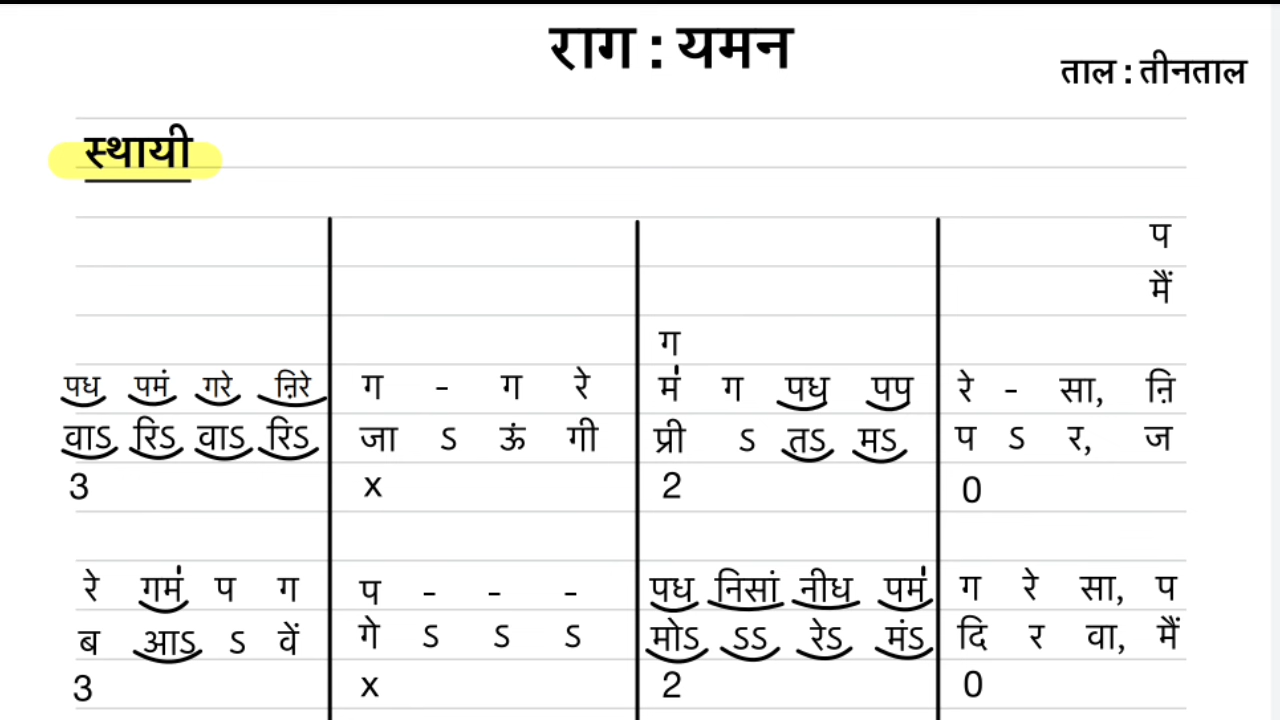 राग : यमन
ताल : तीनताल
स्थायी
प
मैं
ग
पध पमं गरे ऩिरे ग - ग रे मं ग पध पप रे - सा, ऩि
वाऽ रिऽ वाऽ रिऽ जा ऽ ऊं गी प्री ऽ तऽ मऽ प ऽ र, ज
3 x 2 0
रे गमं प ग प - - - पध निसां नीध पमं ग रे सा, प
ब आऽ ऽ वें गे ऽ ऽ ऽ मोऽ ऽऽ रेऽ मंऽ दि र वा, मैं
3 x 2 0